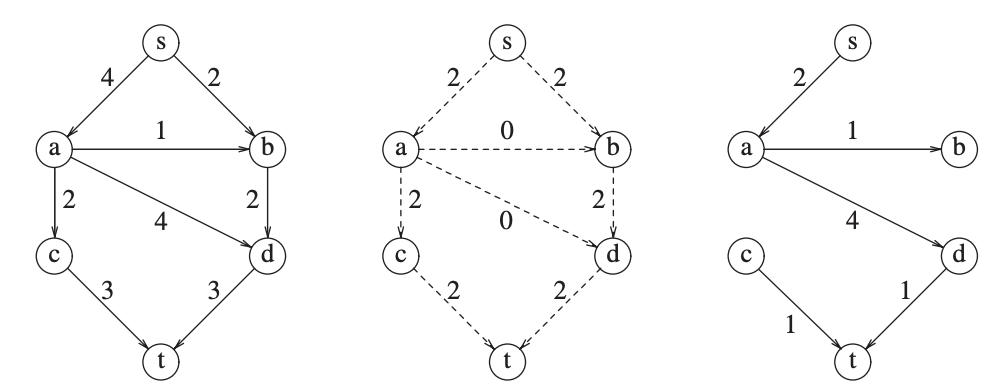 s s s
4 2 2 2 2
1 0 1
a b a b a b
2 4 2 2 0 2 4
c d c d c d
3 3 2 2 1 1
t t t